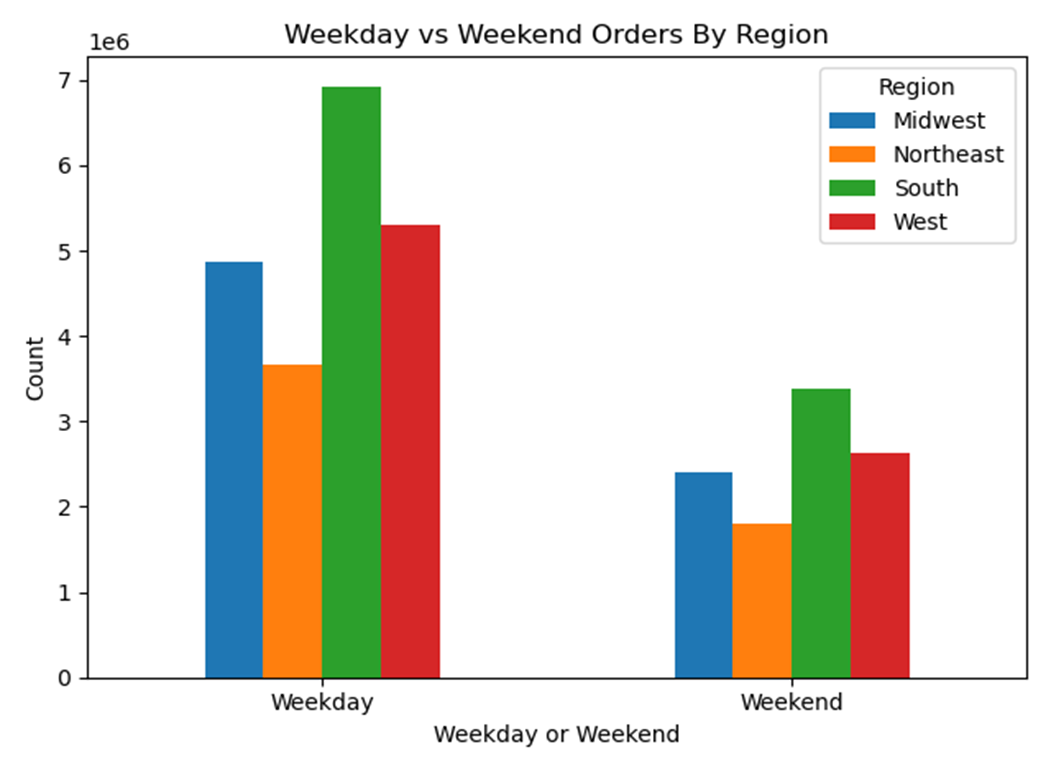 Weekday vs Weekend Orders By Region
1e6
7
6
5
4
3
2
1
0
Count
Region
Midwest
Northeast
South
West
Weekday
Weekend
Weekday or Weekend